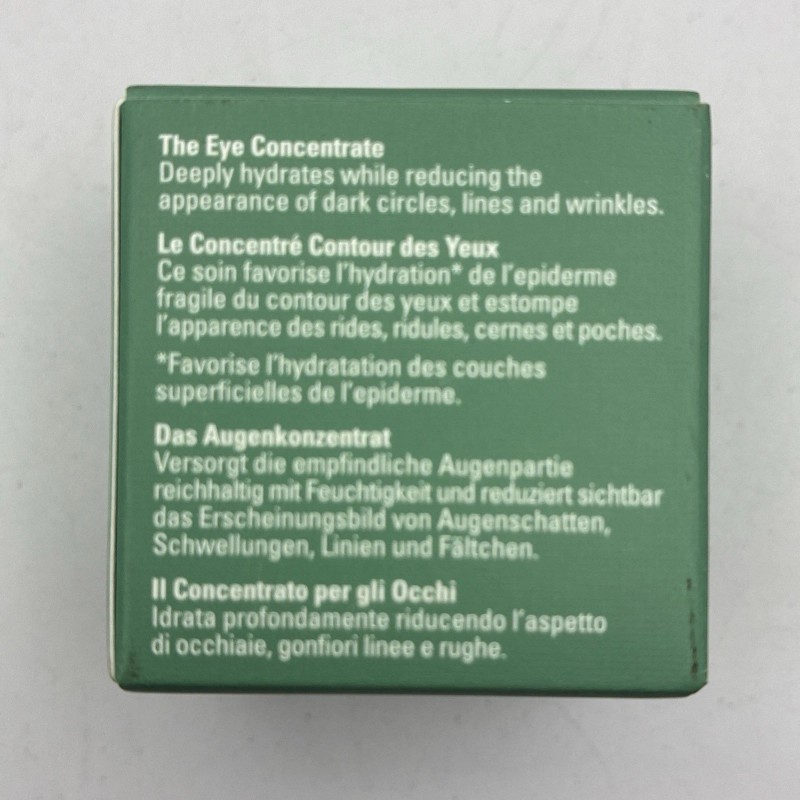 The Eye Concentrate
Deeply hydrates while reducing the
appearance of dark circles, lines and wrinkles.
Le Concentré Contour des Yeux
Ce soin favorise l'hydration* de l'epiderme
fragile du contour des yeux et estompe
l'apparence des rides, ridules, cernes et poches.
*Favorise l'hydratation des couches
superficielles de l'epiderme.
Das Augenkonzentrat
Versorgt die empfindliche Augenpartie
reichhaltig mit Feuchtigkeit und reduziert sichtbar
das Erscheinungsbild von Augenschatten,
Schwellungen, Linien und Fältchen.
Il Concentrato per gli Occhi
Idrata profondamente riducendo l'aspetto
di occhiaie, gonfiori linee e rughe.